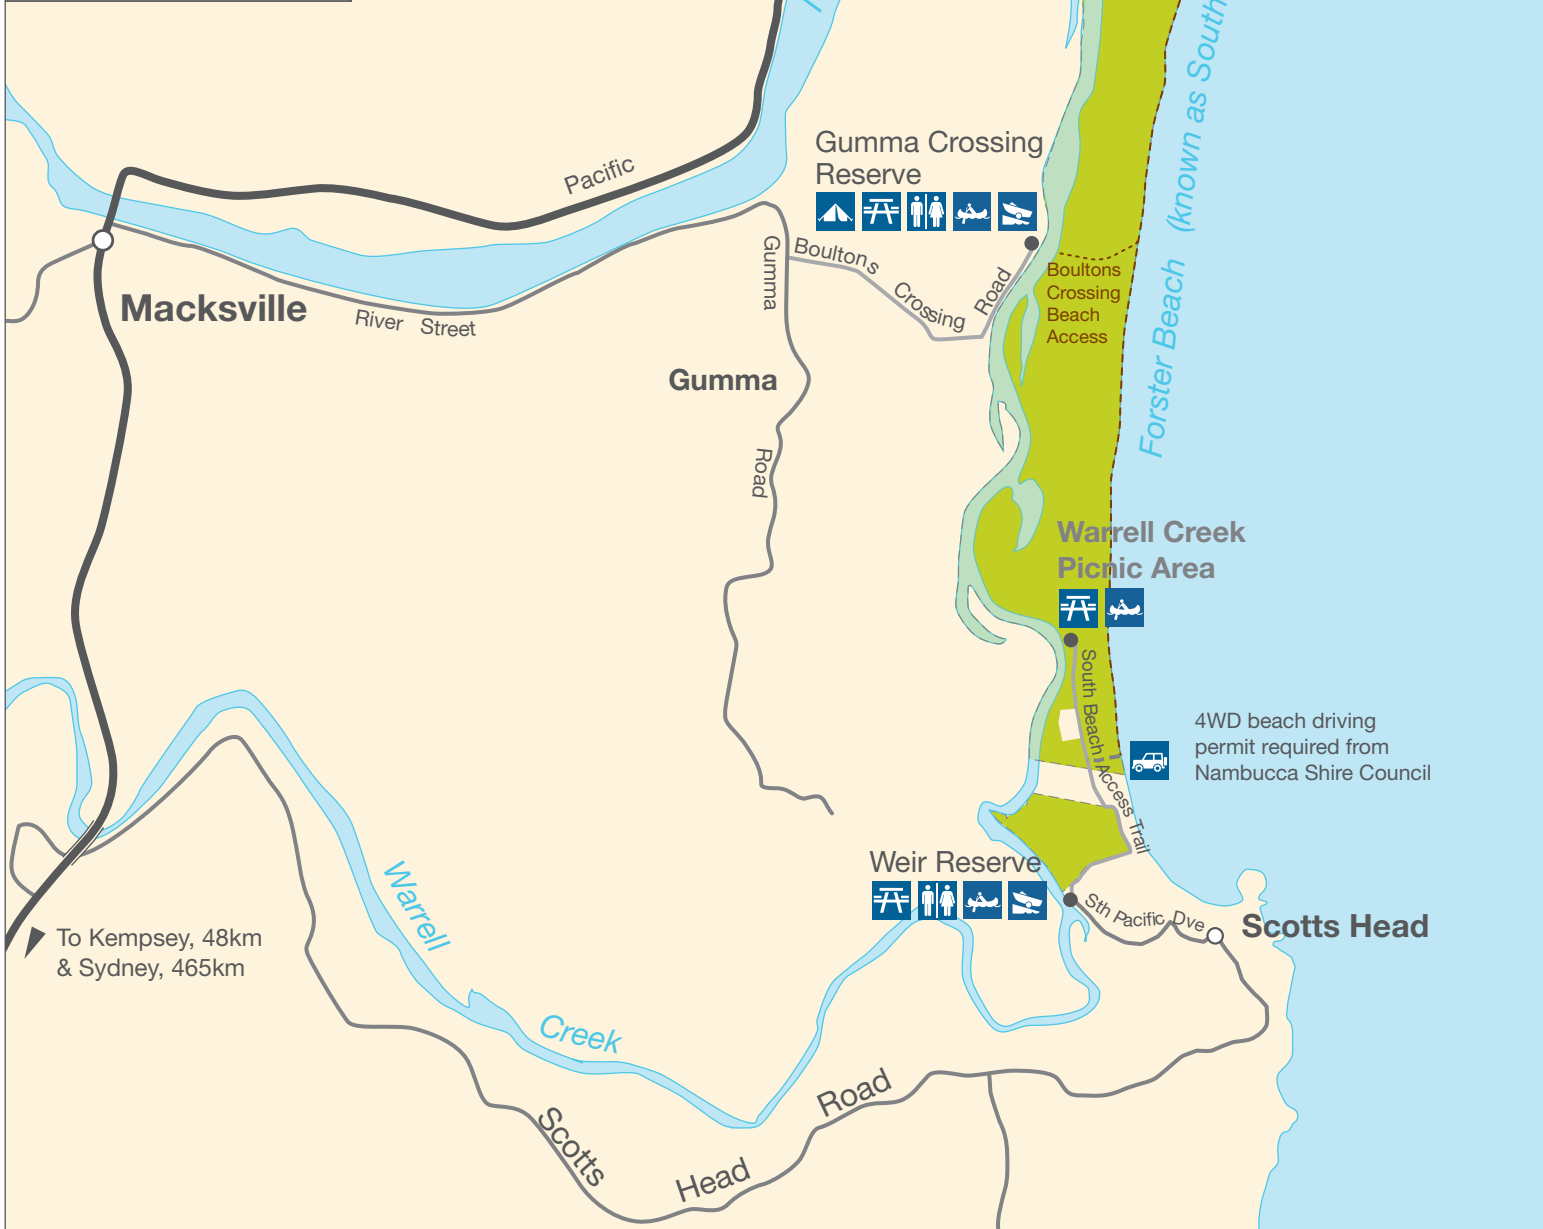 Forster Beach (known as South
Pacific
Gumma Crossing
Reserve
Gumma
Road
Boultons
Crossing
Road
Boultons
Crossing
Beach
Access
Macksville
River Street
Gumma
Warrell Creek
Picnic Area
South Beach Access Trail
4WD beach driving
permit required from
Nambucca Shire Council
Weir Reserve
Sth Pacific Dve
Scotts Head
To Kempsey, 48km
& Sydney, 465km
Warrell
Creek
Scotts
Head
Road